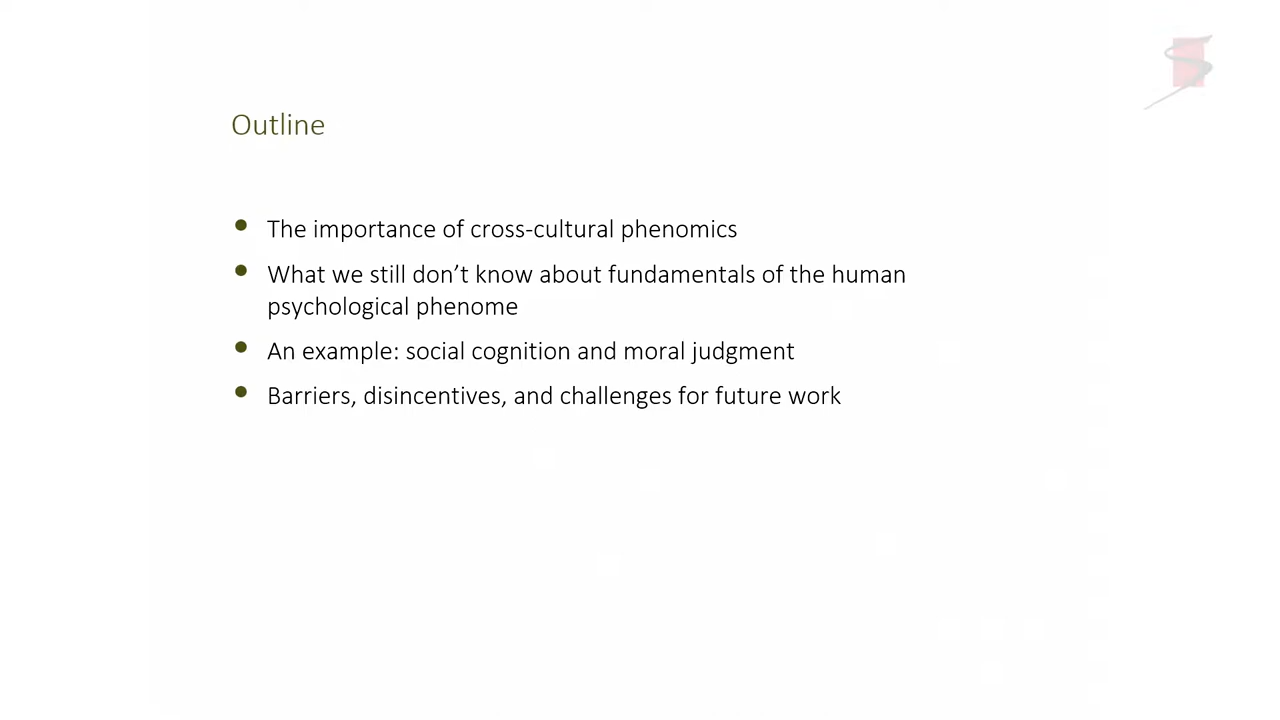 Outline
• The importance of cross-cultural phenomics
• What we still don’t know about fundamentals of the human
psychological phenome
• An example: social cognition and moral judgment
• Barriers, disincentives, and challenges for future work